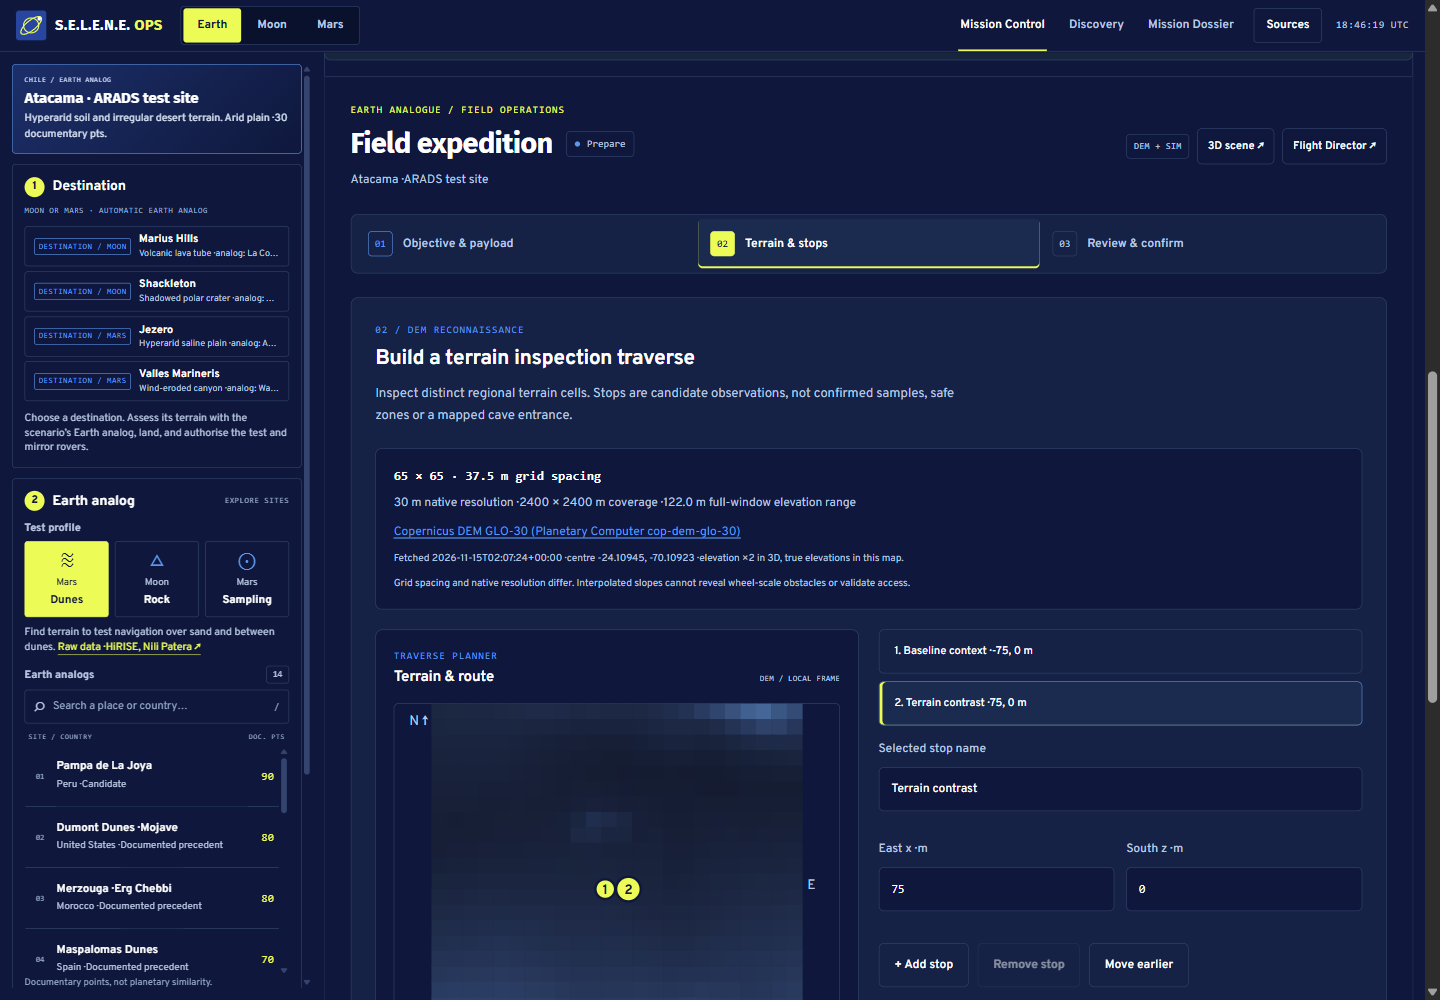 S.E.L.E.N.E. OPS
Earth
Moon
Mars
Mission Control
Discovery
Mission Dossier
Sources
18:46:19 UTC
CHILE / EARTH ANALOG
Atacama · ARADS test site
Hyperarid soil and irregular desert terrain. Arid plain ·30
documentary pts.
1 Destination
MOON OR MARS · AUTOMATIC EARTH ANALOG
DESTINATION / MOON
Marius Hills
Volcanic lava tube ·analog: La Co...
DESTINATION / MOON
Shackleton
Shadowed polar crater ·analog: ...
DESTINATION / MARS
Jezero
Hyperarid saline plain ·analog: A...
DESTINATION / MARS
Valles Marineris
Wind-eroded canyon ·analog: Wa...
Choose a destination. Assess its terrain with the
scenario's Earth analog, land, and authorise the test and
mirror rovers.
2 Earth analog
EXPLORE SITES
Test profile
Mars
Dunes
Moon
Rock
Mars
Sampling
Find terrain to test navigation over sand and between
dunes. Raw data ·HiRISE, Nili Patera ↗
Earth analogs
14
Search a place or country...
/
SITE / COUNTRY
DOC. PTS
01
Pampa de La Joya
Peru ·Candidate
90
02
Dumont Dunes ·Mojave
United States ·Documented precedent
80
03
Merzouga ·Erg Chebbi
Morocco ·Documented precedent
80
04
Maspalomas Dunes
Spain ·Documented precedent
70
Documentary points, not planetary similarity.
EARTH ANALOGUE / FIELD OPERATIONS
Field expedition
Prepare
Atacama ·ARADS test site
DEM + SIM
3D scene ↗
Flight Director ↗
01 Objective & payload
02 Terrain & stops
03 Review & confirm
02 / DEM RECONNAISSANCE
Build a terrain inspection traverse
Inspect distinct regional terrain cells. Stops are candidate observations, not confirmed samples, safe
zones or a mapped cave entrance.
65 × 65 · 37.5 m grid spacing
30 m native resolution ·2400 × 2400 m coverage ·122.0 m full-window elevation range
Copernicus DEM GLO-30 (Planetary Computer cop-dem-glo-30)
Fetched 2026-11-15T02:07:24+00:00 ·centre -24.10945, -70.10923 ·elevation ×2 in 3D, true elevations in this map.
Grid spacing and native resolution differ. Interpolated slopes cannot reveal wheel-scale obstacles or validate access.
TRAVERSE PLANNER
Terrain & route
DEM / LOCAL FRAME
N ↑
1
2
E
1. Baseline context ·-75, 0 m
2. Terrain contrast ·75, 0 m
Selected stop name
Terrain contrast
East x ·m
South z ·m
75
0
+ Add stop
Remove stop
Move earlier